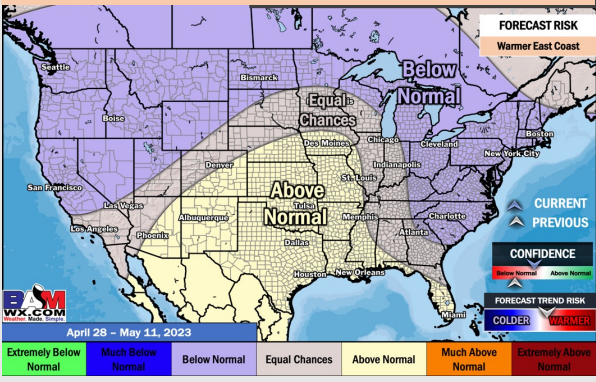 FORECAST RISK
Warmer East Coast
Seattle
Bismarck
Below
Normal
Boise
Equal
Chances
Boston
Des Moines
Chicago
Cleveland
New York City
Denver
Indianapolis
San Francisco
St. Louis
Las Vegas
Above
Normal
Tulsa
Albuquerque
Memphis
Charlotte
Los Angeles
Phoenix
Atlanta
Dallas
Houston
New Orleans
Miami
CURRENT
PREVIOUS
CONFIDENCE
Below Normal Above Normal
FORECAST TREND RISK
COLDER WARMER
BAM
WX.COM
Weather. Made. Simple.
April 28 – May 11, 2023
Extremely Below
Normal
Much Below
Normal
Below Normal
Equal Chances
Above Normal
Much Above
Normal
Extremely Above
Normal